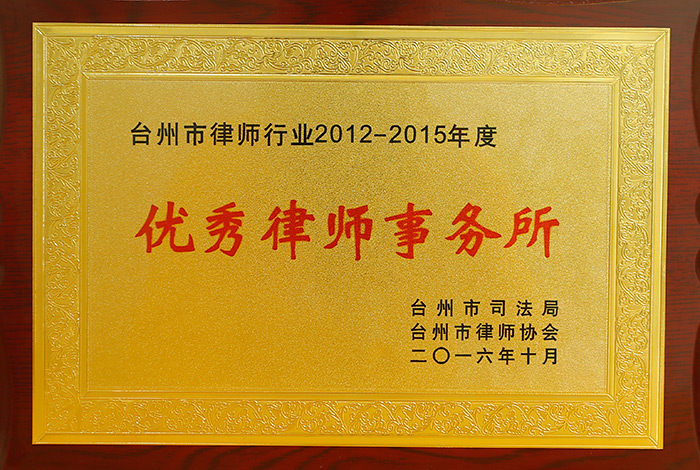 台州市律师行业2012-2015年度
优秀律师事务所
台州市司法局
台州市律师协会
二〇一六年十月